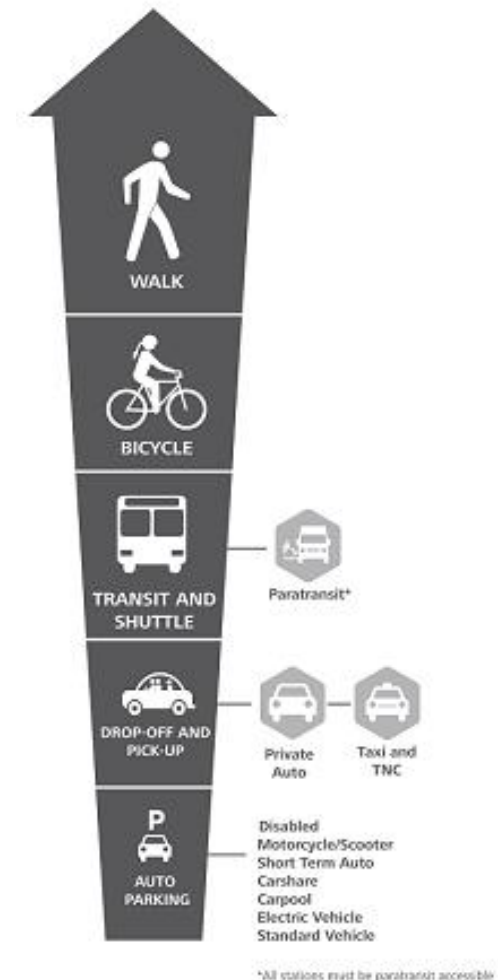 WALK
BICYCLE
TRANSIT AND
SHUTTLE
Paratransit*
DROP-OFF AND
PICK-UP
Private
Auto
Taxi and
TNC
P
AUTO
PARKING
Disabled
Motorcycle/Scooter
Short Term Auto
Carshare
Carpool
Electric Vehicle
Standard Vehicle
*All stations must be paratransit accessible